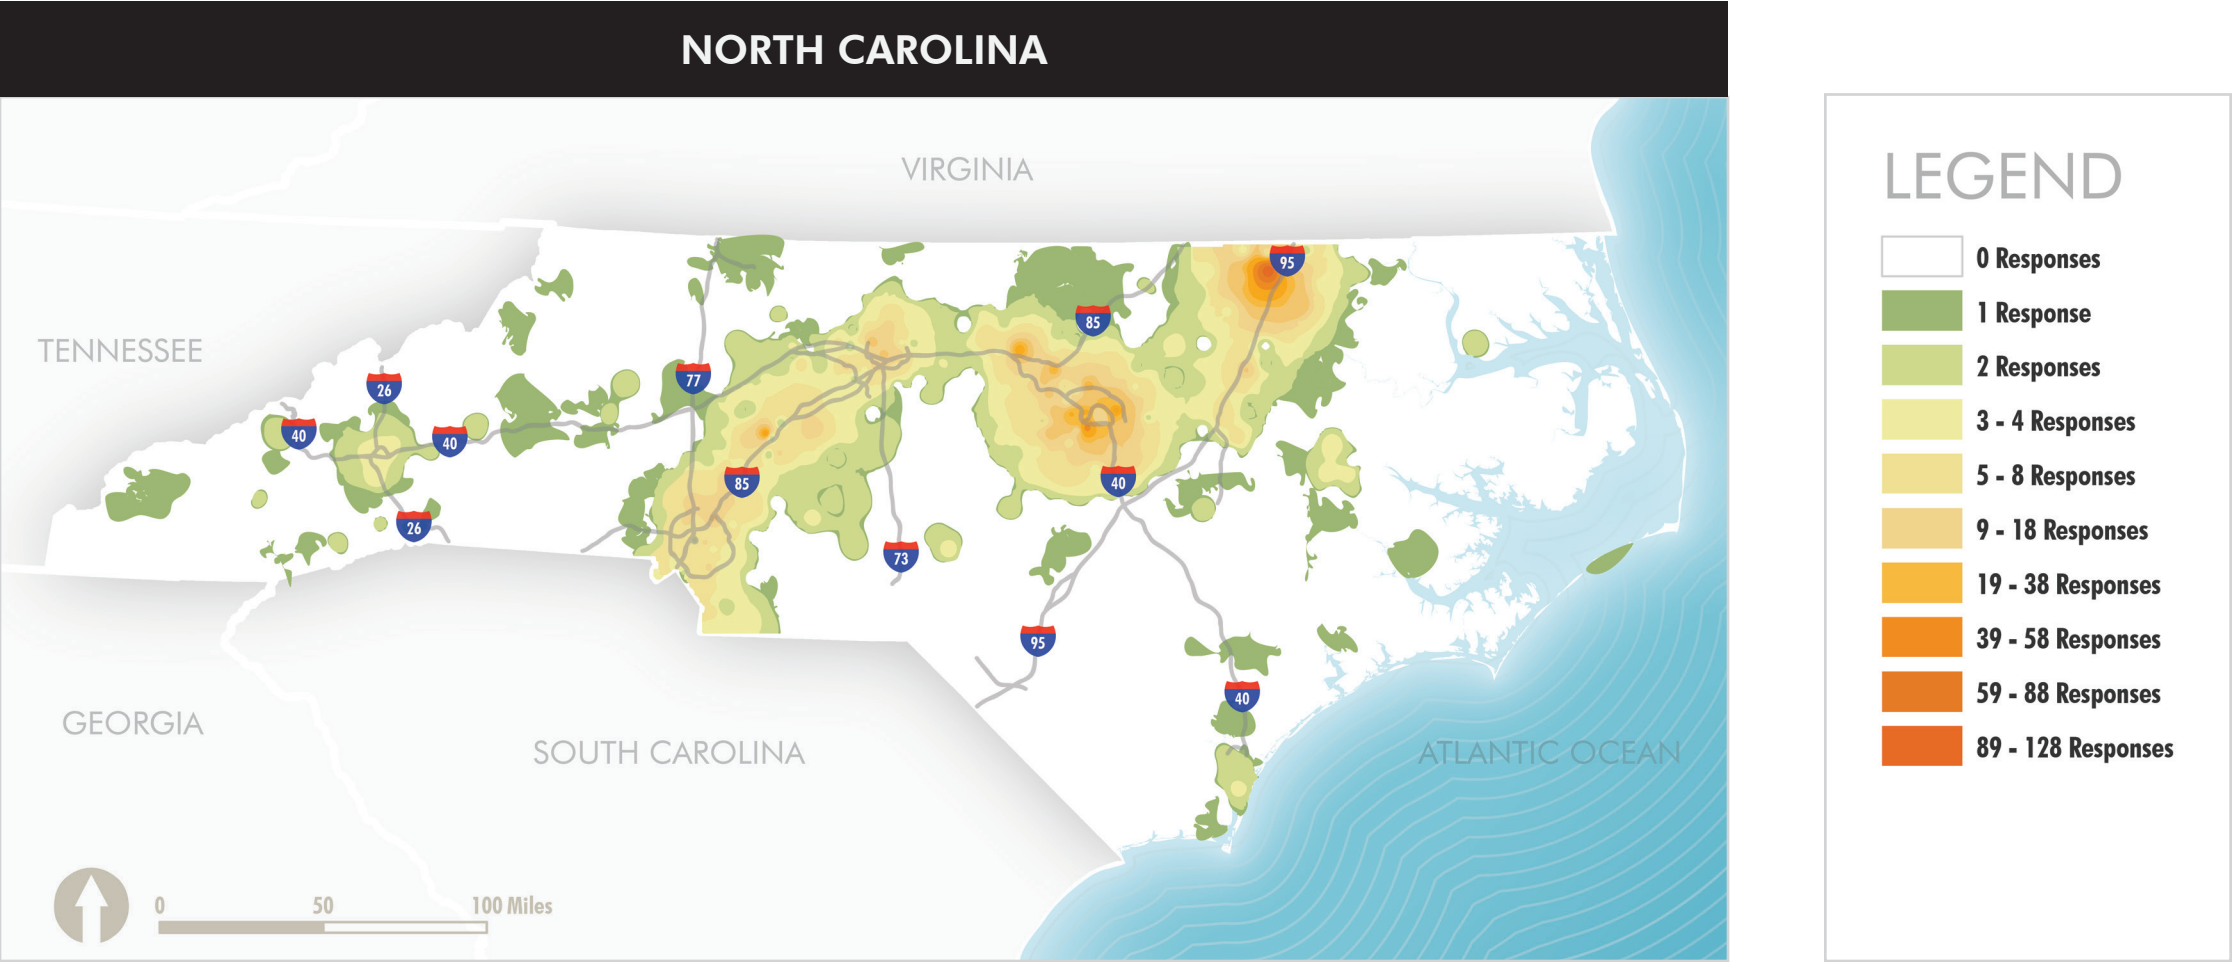 NORTH CAROLINA
VIRGINIA
TENNESSEE
GEORGIA
SOUTH CAROLINA
ATLANTIC OCEAN
95
85
77
26
40
40
85
40
26
73
95
40
0 50 100 Miles
LEGEND
0 Responses
1 Response
2 Responses
3 - 4 Responses
5 - 8 Responses
9 - 18 Responses
19 - 38 Responses
39 - 58 Responses
59 - 88 Responses
89 - 128 Responses